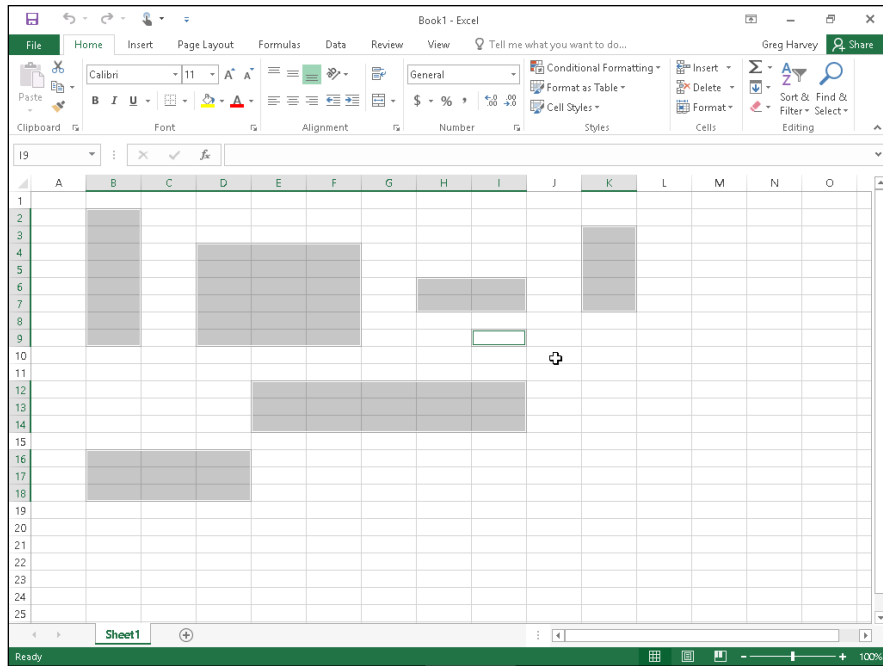 Book1 - Excel
File Home Insert Page Layout Formulas Data Review View Tell me what you want to do... Greg Harvey Share
Paste
Calibri 11 A A
B I U A
General
$ % , .0 .00 .00 .0
Conditional Formatting
Format as Table
Cell Styles
Insert
Delete
Format
Σ A Z
Sort & Filter
Find & Select
Clipboard Font Alignment Number Styles Cells Editing
I9 fx
A B C D E F G H I J K L M N O
1
2
3
4
5
6
7
8
9
10
11
12
13
14
15
16
17
18
19
20
21
22
23
24
25
Sheet1
Ready 100%